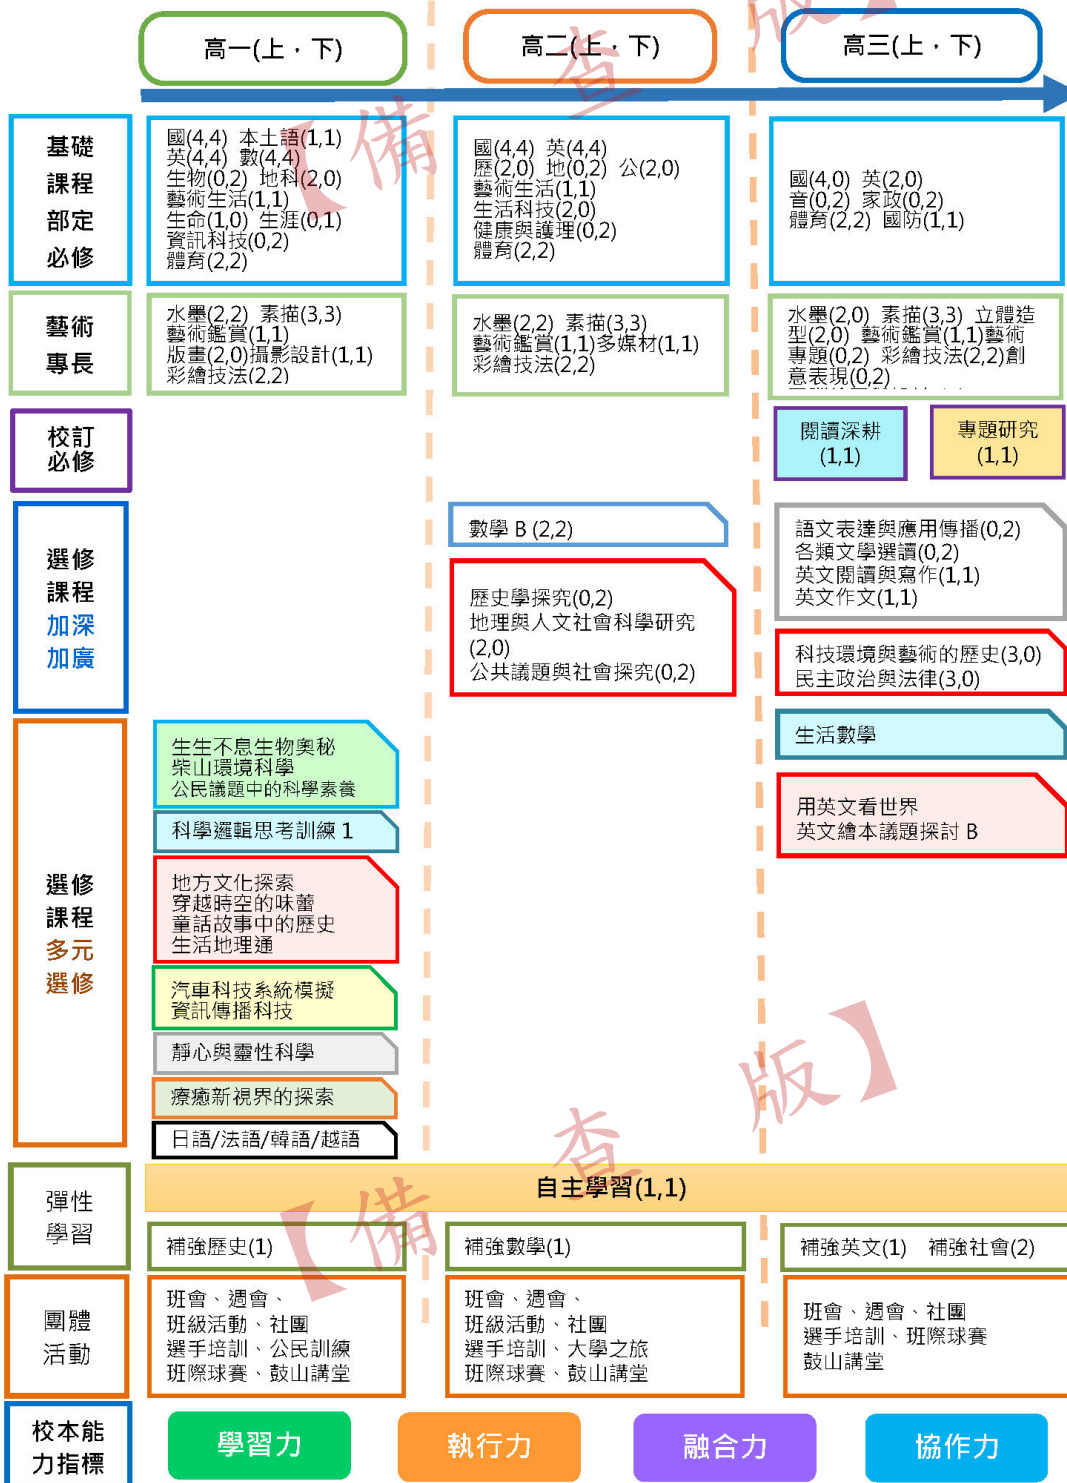 高一(上，下)
高二(上，下)
高三(上，下)
基礎
課程
部定
必修
國(4,4) 本土語(1,1)
英(4,4) 數(4,4)
生物(0,2) 地科(2,0)
藝術生活(1,1)
生命(1,0) 生涯(0,1)
資訊科技(0,2)
體育(2,2)
國(4,4) 英(4,4)
歷(2,0) 地(0,2) 公(2,0)
藝術生活(1,1)
生活科技(2,0)
健康與護理(0,2)
體育(2,2)
國(4,0) 英(2,0)
音(0,2) 家政(0,2)
體育(2,2) 國防(1,1)
藝術
專長
水墨(2,2) 素描(3,3)
藝術鑑賞(1,1)
版畫(2,0)攝影設計(1,1)
彩繪技法(2,2)
水墨(2,2) 素描(3,3)
藝術鑑賞(1,1)多媒材(1,1)
彩繪技法(2,2)
水墨(2,0) 素描(3,3) 立體造
型(2,0) 藝術鑑賞(1,1)藝術
專題(0,2) 彩繪技法(2,2)創
意表現(0,2)
校訂
必修
閱讀深耕
(1,1)
專題研究
(1,1)
選修
課程
加深
加廣
數學 B (2,2)
歷史學探究(0,2)
地理與人文社會科學研究
(2,0)
公共議題與社會探究(0,2)
語文表達與應用傳播(0,2)
各類文學選讀(0,2)
英文閱讀與寫作(1,1)
英文作文(1,1)
科技環境與藝術的歷史(3,0)
民主政治與法律(3,0)
選修
課程
多元
選修
生生不息生物奧秘
柴山環境科學
公民議題中的科學素養
科學邏輯思考訓練 1
地方文化探索
穿越時空的味蕾
童話故事中的歷史
生活地理通
汽車科技系統模擬
資訊傳播科技
靜心與靈性科學
療癒新視界的探索
日語/法語/韓語/越語
生活數學
用英文看世界
英文繪本議題探討 B
彈性
學習
自主學習(1,1)
補強歷史(1)
補強數學(1)
補強英文(1) 補強社會(2)
團體
活動
班會、週會、
班級活動、社團
選手培訓、公民訓練
班際球賽、鼓山講堂
班會、週會、
班級活動、社團
選手培訓、大學之旅
班際球賽、鼓山講堂
班會、週會、社團
選手培訓、班際球賽
鼓山講堂
校本能
力指標
學習力
執行力
融合力
協作力
【備查版】
【備查版】